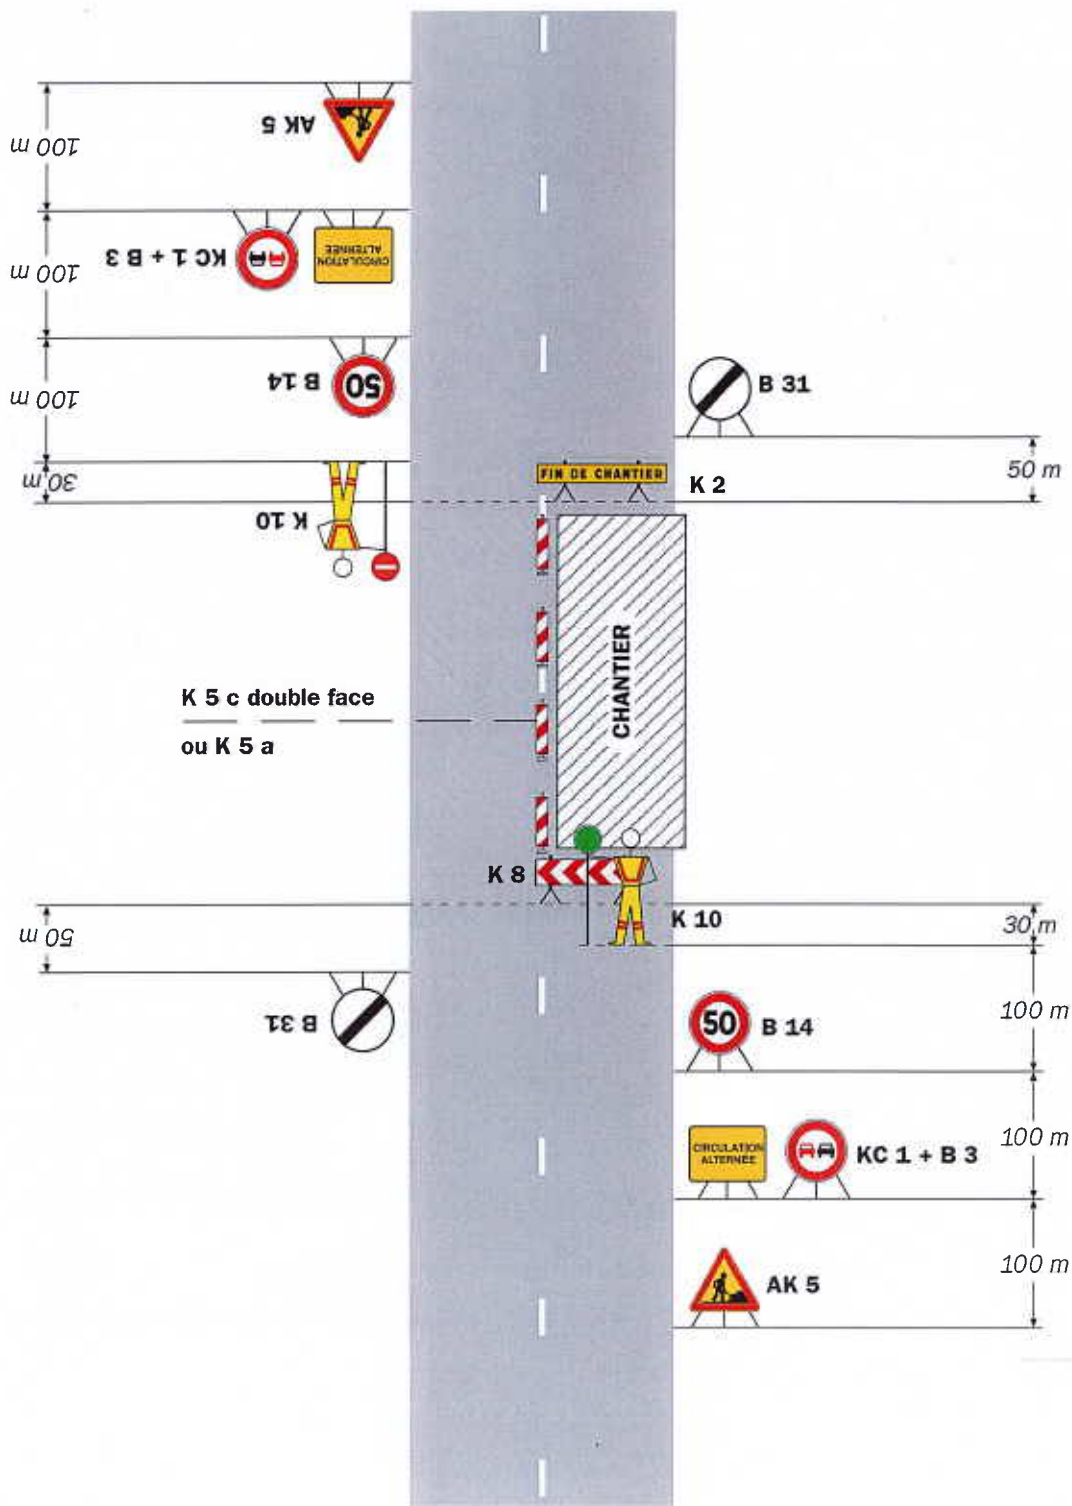 100 m
AK 5
100 m
KC 1 + B 3
CIRCULATION
ALTERNÉE
100 m
B 14
50
B 31
30 m
K 10
FIN DE CHANTIER
K 2
50 m
CHANTIER
K 5 c double face
ou K 5 a
K 8
K 10
30 m
50 m
B 31
50
B 14
100 m
CIRCULATION
ALTERNÉE
KC 1 + B 3
100 m
AK 5
100 m